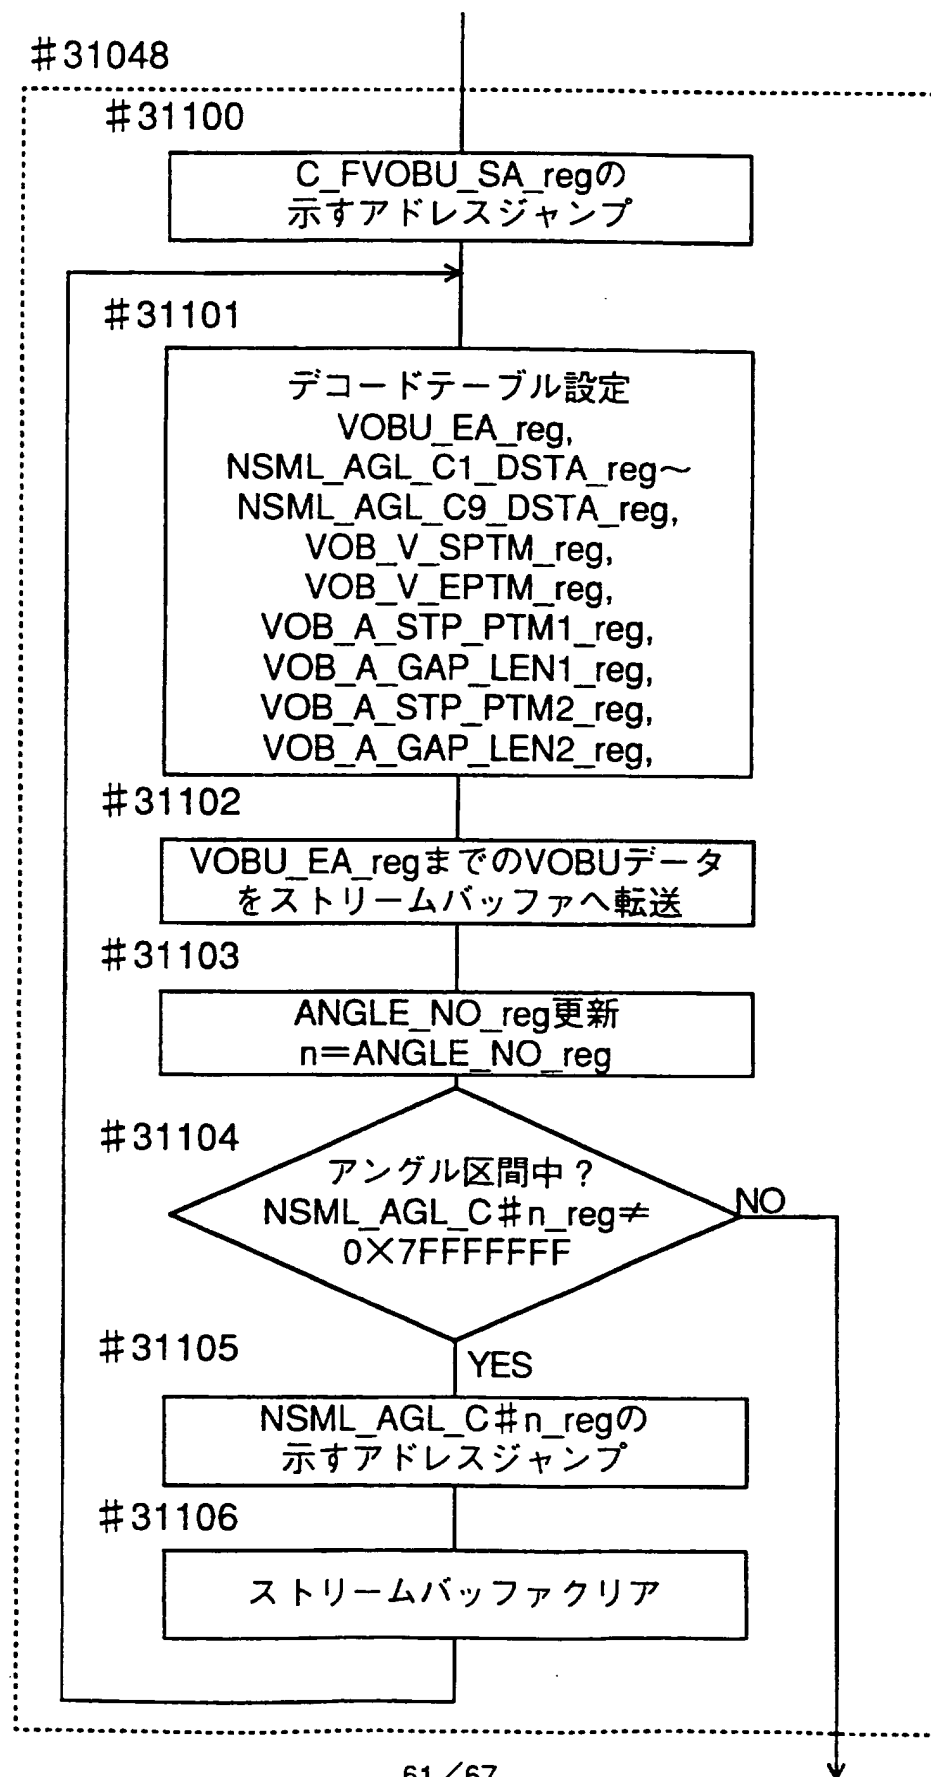 #31048
#31100
C_FVOBU_SA_regの
示すアドレスジャンプ
#31101
デコードテーブル設定
VOBU_EA_reg,
NSML_AGL_C1_DSTA_reg～
NSML_AGL_C9_DSTA_reg,
VOB_V_SPTM_reg,
VOB_V_EPTM_reg,
VOB_A_STP_PTM1_reg,
VOB_A_GAP_LEN1_reg,
VOB_A_STP_PTM2_reg,
VOB_A_GAP_LEN2_reg,
#31102
VOBU_EA_regまでのVOBUデータ
をストリームバッファへ転送
#31103
ANGLE_NO_reg更新
n=ANGLE_NO_reg
#31104
アングル区間中?
NSML_AGL_C#n_reg≠
0×7FFFFFFF
NO
#31105
YES
NSML_AGL_C#n_regの
示すアドレスジャンプ
#31106
ストリームバッファクリア
61/67